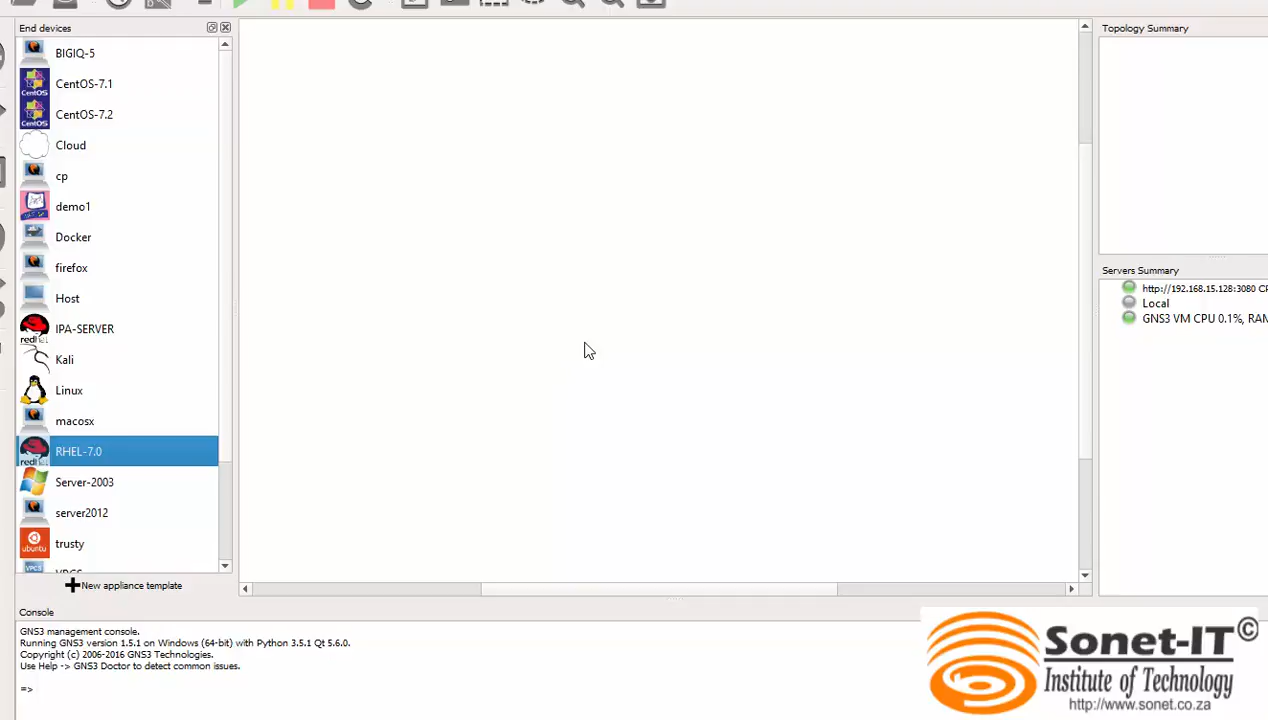 End devices
BIGIQ-5
CentOS-7.1
CentOS-7.2
Cloud
cp
demo1
Docker
firefox
Host
IPA-SERVER
Kali
Linux
macosx
RHEL-7.0
Server-2003
server2012
trusty
VPCS
New appliance template
Topology Summary
Servers Summary
http://192.168.15.128:3080 CP
Local
GNS3 VM CPU 0.1%, RAM
Console
GNS3 management console.
Running GNS3 version 1.5.1 on Windows (64-bit) with Python 3.5.1 Qt 5.6.0.
Copyright (c) 2006-2016 GNS3 Technologies.
Use Help -> GNS3 Doctor to detect common issues.
=>
Sonet-IT©
Institute of Technology
http://www.sonet.co.za